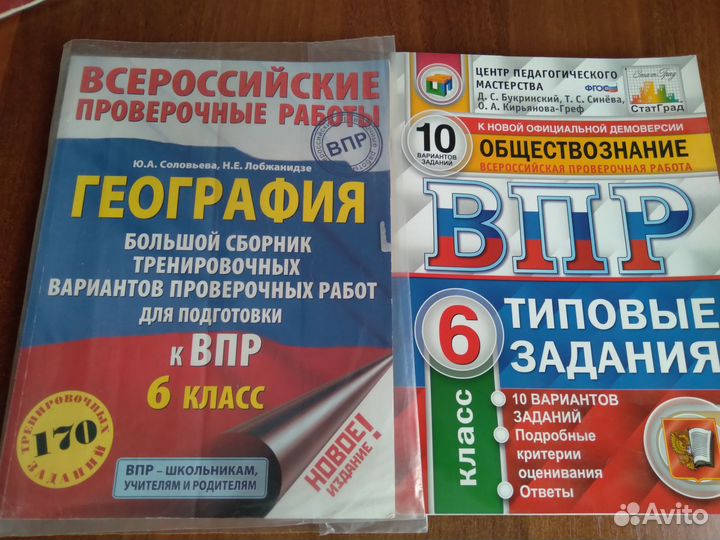 ВСЕРОССИЙСКИЕ
ПРОВЕРОЧНЫЕ РАБОТЫ
ВПР
Ю.А. Соловьева, Н.Е. Лобжанидзе
ГЕОГРАФИЯ
БОЛЬШОЙ СБОРНИК
ТРЕНИРОВОЧНЫХ
ВАРИАНТОВ ПРОВЕРОЧНЫХ РАБОТ
ДЛЯ ПОДГОТОВКИ
К ВПР
6 КЛАСС
ТРЕНИРОВОЧНЫХ
170
ЗАДАНИЙ
НОВОЕ!
ИЗДАНИЕ
ВПР – ШКОЛЬНИКАМ,
УЧИТЕЛЯМ И РОДИТЕЛЯМ
ЦЕНТР ПЕДАГОГИЧЕСКОГО
МАСТЕРСТВА
ФГОС
Д. С. Букринский, Т. С. Синёва,
О. А. Кирьянова-Греф
СтатГрад
10
ВАРИАНТОВ
ЗАДАНИЙ
К НОВОЙ ОФИЦИАЛЬНОЙ ДЕМОВЕРСИИ
ОБЩЕСТВОЗНАНИЕ
ВСЕРОССИЙСКАЯ ПРОВЕРОЧНАЯ РАБОТА
ВПР
6
КЛАСС
ТИПОВЫЕ
ЗАДАНИЯ
10 ВАРИАНТОВ
ЗАДАНИЙ
Подробные
критерии
оценивания
Ответы
Avito